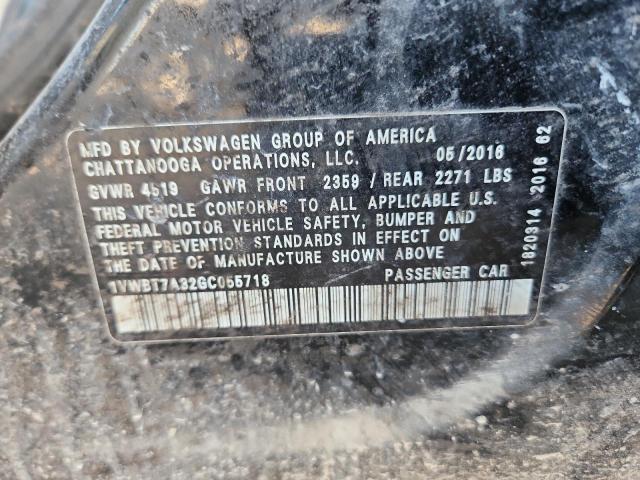 MFD BY VOLKSWAGEN GROUP OF AMERICA
CHATTANOOGA OPERATIONS, LLC. 05/2016
GVWR 4519 GAWR FRONT 2359 / REAR 2271 LBS
THIS VEHICLE CONFORMS TO ALL APPLICABLE U.S.
FEDERAL MOTOR VEHICLE SAFETY, BUMPER AND
THEFT PREVENTION STANDARDS IN EFFECT ON
THE DATE OF MANUFACTURE SHOWN ABOVE
1VWBT7A32GC055718 PASSENGER CAR
1820314 2016 62